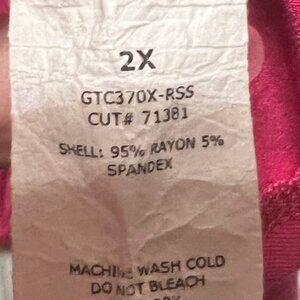 2X
GTC370X-RSS
CUT# 71381
SHELL: 95% RAYON 5%
SPANDEX
MACHINE WASH COLD
DO NOT BLEACH